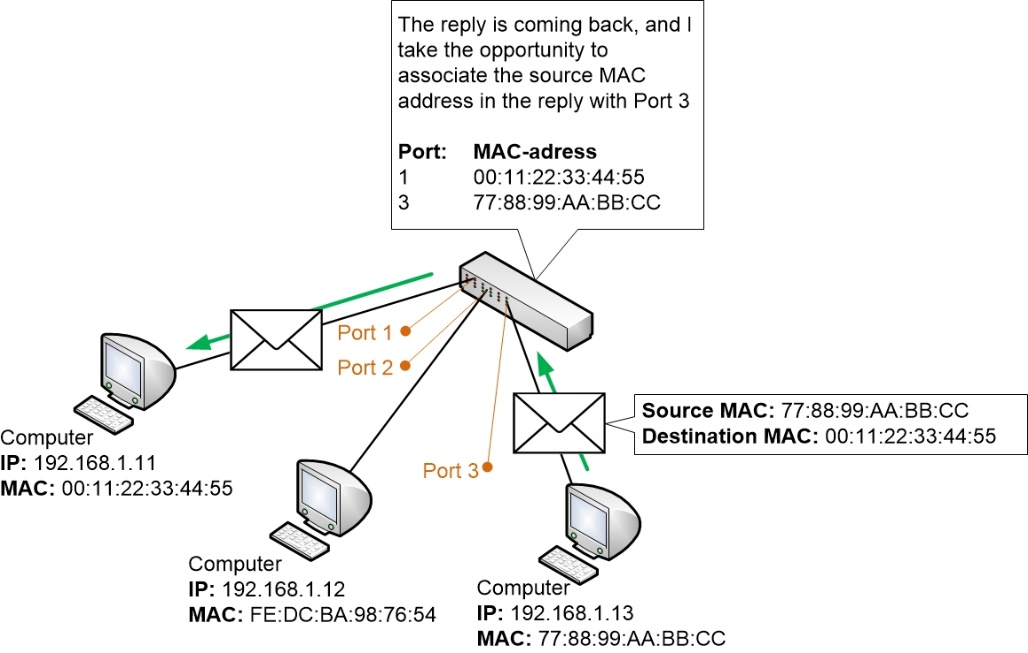 The reply is coming back, and I
take the opportunity to
associate the source MAC
address in the reply with Port 3
Port: MAC-adress
1 00:11:22:33:44:55
3 77:88:99:AA:BB:CC
Port 1
Port 2
Port 3
Source MAC: 77:88:99:AA:BB:CC
Destination MAC: 00:11:22:33:44:55
Computer
IP: 192.168.1.11
MAC: 00:11:22:33:44:55
Computer
IP: 192.168.1.12
MAC: FE:DC:BA:98:76:54
Computer
IP: 192.168.1.13
MAC: 77:88:99:AA:BB:CC